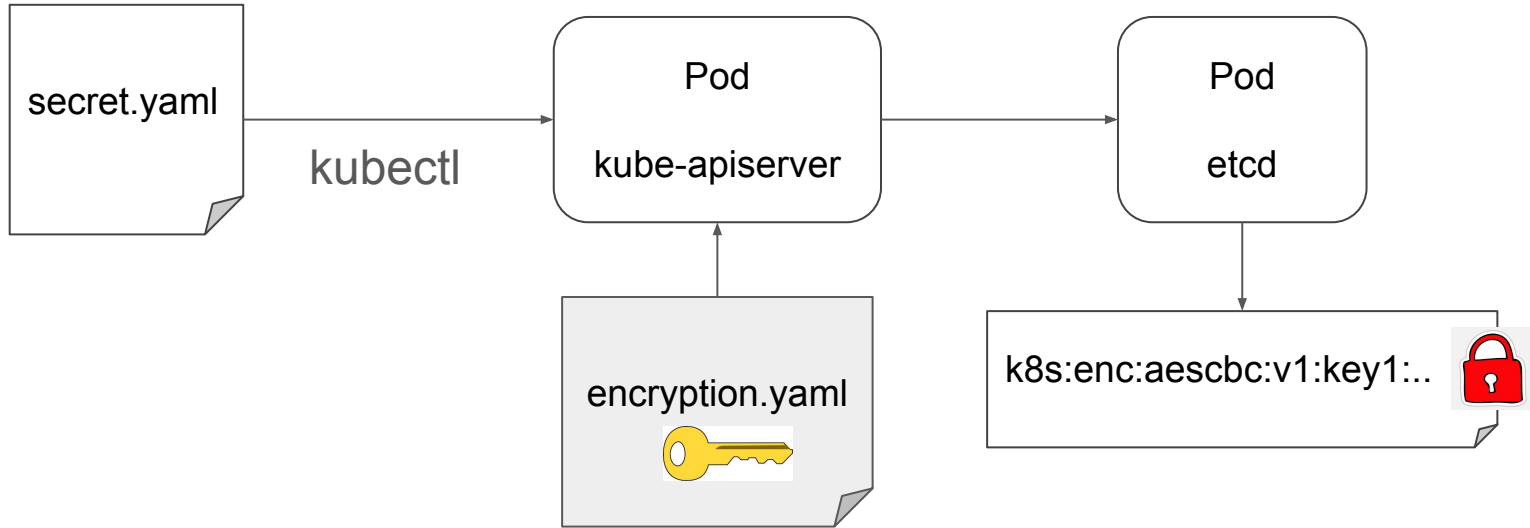 secret.yaml
kubectl
Pod
kube-apiserver
Pod
etcd
encryption.yaml
k8s:enc:aescbc:v1:key1:..